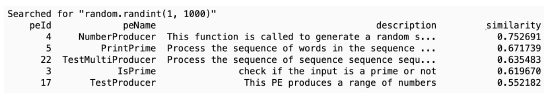 Searched for "random.randint(1, 1000)"
peId peName description similarity
4 NumberProducer This function is called to generate a random s... 0.752691
5 PrintPrime Process the sequence of words in the sequence ... 0.671739
22 TestMultiProducer Process the sequence of sequence sequence sequ... 0.635483
3 IsPrime check if the input is a prime or not 0.619670
17 TestProducer This PE produces a range of numbers 0.552182